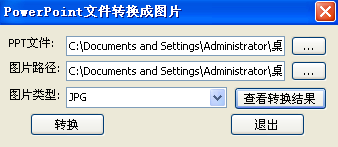 PowerPoint文件转换成图片
PPT文件: C:\Documents and Settings\Administrator\桌 ...
图片路径: C:\Documents and Settings\Administrator\桌 ...
图片类型: JPG 查看转换结果
转换 退出